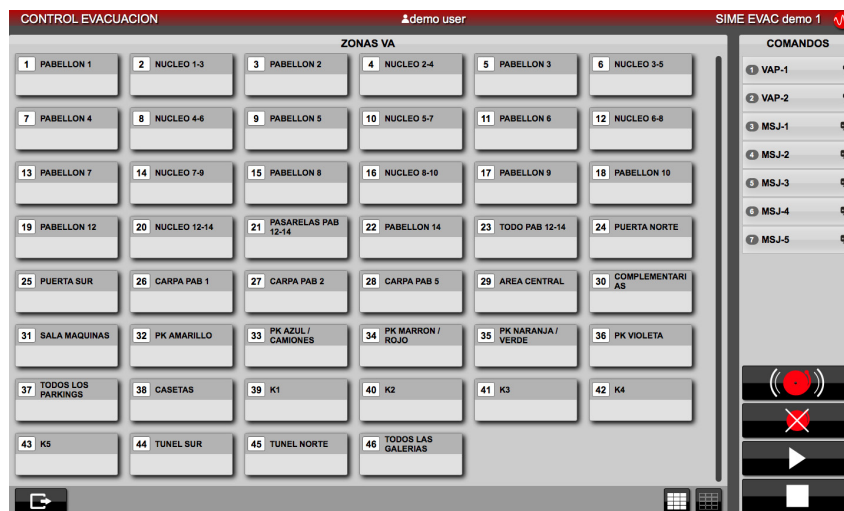 CONTROL EVACUACION
demo user
SIME EVAC demo 1
ZONAS VA
COMANDOS
1 PABELLON 1
2 NUCLEO 1-3
3 PABELLON 2
4 NUCLEO 2-4
5 PABELLON 3
6 NUCLEO 3-5
7 PABELLON 4
8 NUCLEO 4-6
9 PABELLON 5
10 NUCLEO 5-7
11 PABELLON 6
12 NUCLEO 6-8
13 PABELLON 7
14 NUCLEO 7-9
15 PABELLON 8
16 NUCLEO 8-10
17 PABELLON 9
18 PABELLON 10
19 PABELLON 12
20 NUCLEO 12-14
21 PASARELAS PAB
12-14
22 PABELLON 14
23 TODO PAB 12-14
24 PUERTA NORTE
25 PUERTA SUR
26 CARPA PAB 1
27 CARPA PAB 2
28 CARPA PAB 5
29 AREA CENTRAL
30 COMPLEMENTARI
AS
31 SALA MAQUINAS
32 PK AMARILLO
33 PK AZUL /
CAMIONES
34 PK MARRON /
ROJO
35 PK NARANJA /
VERDE
36 PK VIOLETA
37 TODOS LOS
PARKINGS
38 CASETAS
39 K1
40 K2
41 K3
42 K4
43 K5
44 TUNEL SUR
45 TUNEL NORTE
46 TODOS LAS
GALERIAS
1 VAP-1
2 VAP-2
3 MSJ-1
4 MSJ-2
5 MSJ-3
6 MSJ-4
7 MSJ-5